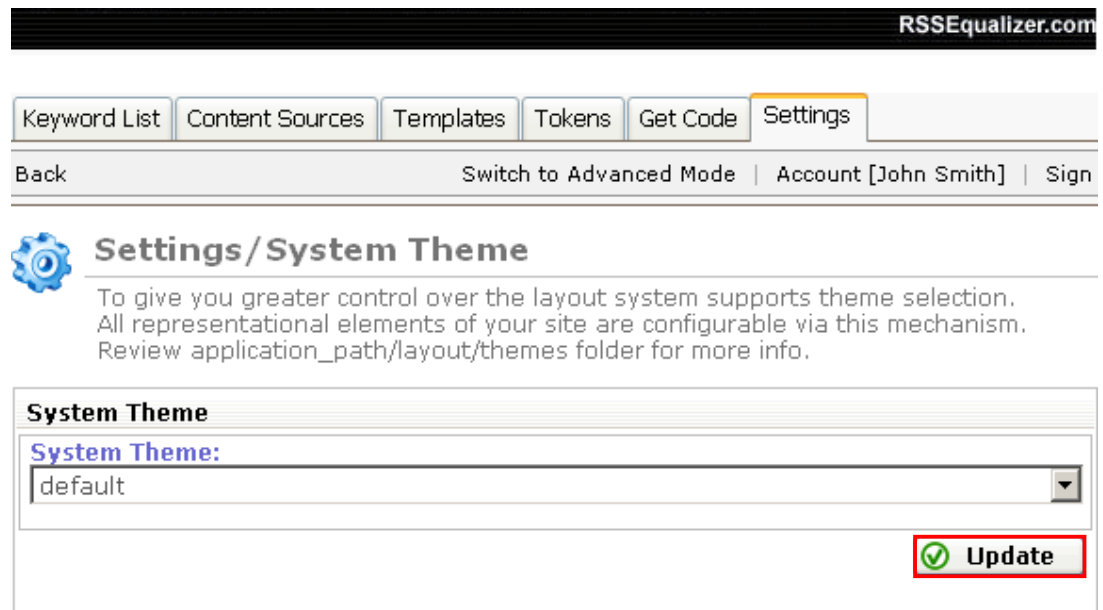 RSSEqualizer.com
Keyword List Content Sources Templates Tokens Get Code Settings
Back Switch to Advanced Mode | Account [John Smith] | Sign
Settings/System Theme
To give you greater control over the layout system supports theme selection.
All representational elements of your site are configurable via this mechanism.
Review application_path/layout/themes folder for more info.
System Theme
System Theme:
default
Update